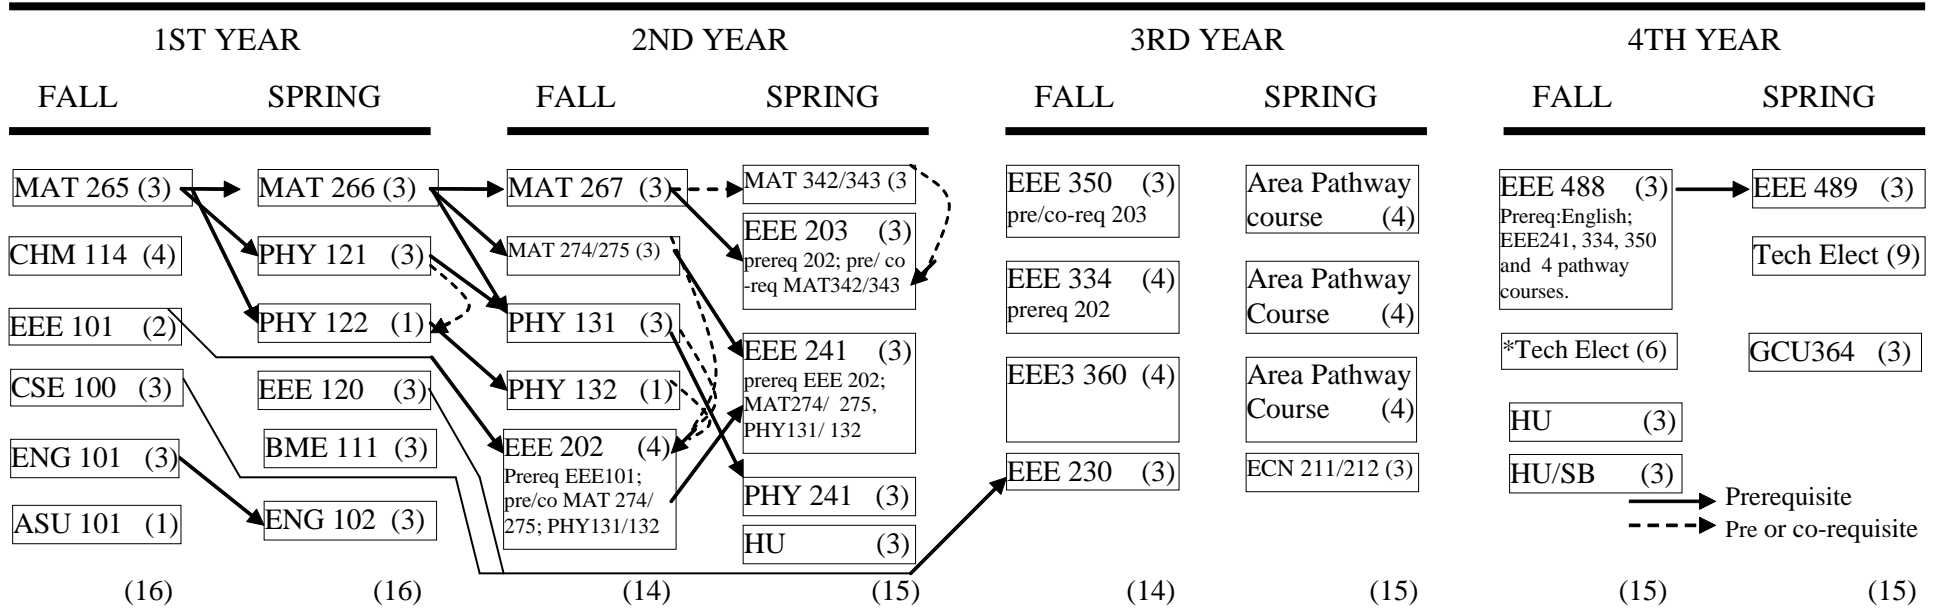 1ST YEAR
2ND YEAR
3RD YEAR
4TH YEAR
FALL
SPRING
FALL
SPRING
FALL
SPRING
FALL
SPRING
MAT 265 (3)
CHM 114 (4)
EEE 101 (2)
CSE 100 (3)
ENG 101 (3)
ASU 101 (1)
(16)
MAT 266 (3)
PHY 121 (3)
PHY 122 (1)
EEE 120 (3)
BME 111 (3)
ENG 102 (3)
(16)
MAT 267 (3)
MAT 274/275 (3)
PHY 131 (3)
PHY 132 (1)
EEE 202 (4)
Prereq EEE101;
pre/co MAT 274/
275; PHY131/132
(14)
MAT 342/343 (3
EEE 203 (3)
prereq 202; pre/ co
-req MAT342/343
EEE 241 (3)
prereq EEE 202;
MAT274/ 275,
PHY131/ 132
PHY 241 (3)
HU (3)
(15)
EEE 350 (3)
pre/co-req 203
EEE 334 (4)
prereq 202
EEE3 360 (4)
EEE 230 (3)
(14)
Area Pathway
course (4)
Area Pathway
Course (4)
Area Pathway
Course (4)
ECN 211/212 (3)
(15)
EEE 488 (3)
Prereq:English;
EEE241, 334, 350
and 4 pathway
courses.
*Tech Elect (6)
HU (3)
HU/SB (3)
(15)
EEE 489 (3)
Tech Elect (9)
GCU364 (3)
Prerequisite
Pre or co-requisite
(15)